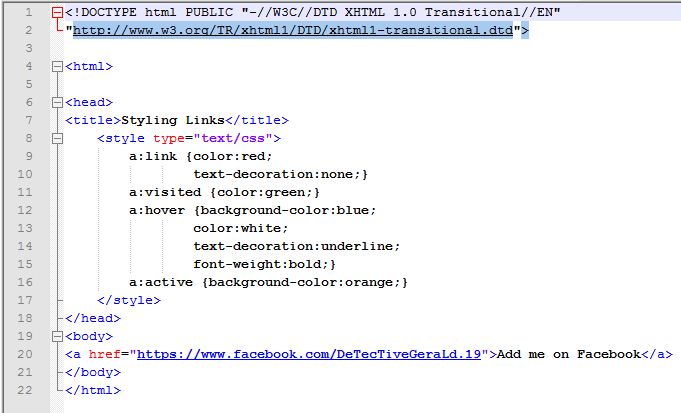 1 <!DOCTYPE html PUBLIC "-//W3C//DTD XHTML 1.0 Transitional//EN"
2 "http://www.w3.org/TR/xhtml1/DTD/xhtml1-transitional.dtd">
3
4 <html>
5
6 <head>
7 <title>Styling Links</title>
8 <style type="text/css">
9 a:link {color:red;
10 text-decoration:none;}
11 a:visited {color:green;}
12 a:hover {background-color:blue;
13 color:white;
14 text-decoration:underline;
15 font-weight:bold;}
16 a:active {background-color:orange;}
17 </style>
18 </head>
19 <body>
20 <a href="https://www.facebook.com/DeTecTiveGeraLd.19">Add me on Facebook</a>
21 </body>
22 </html>